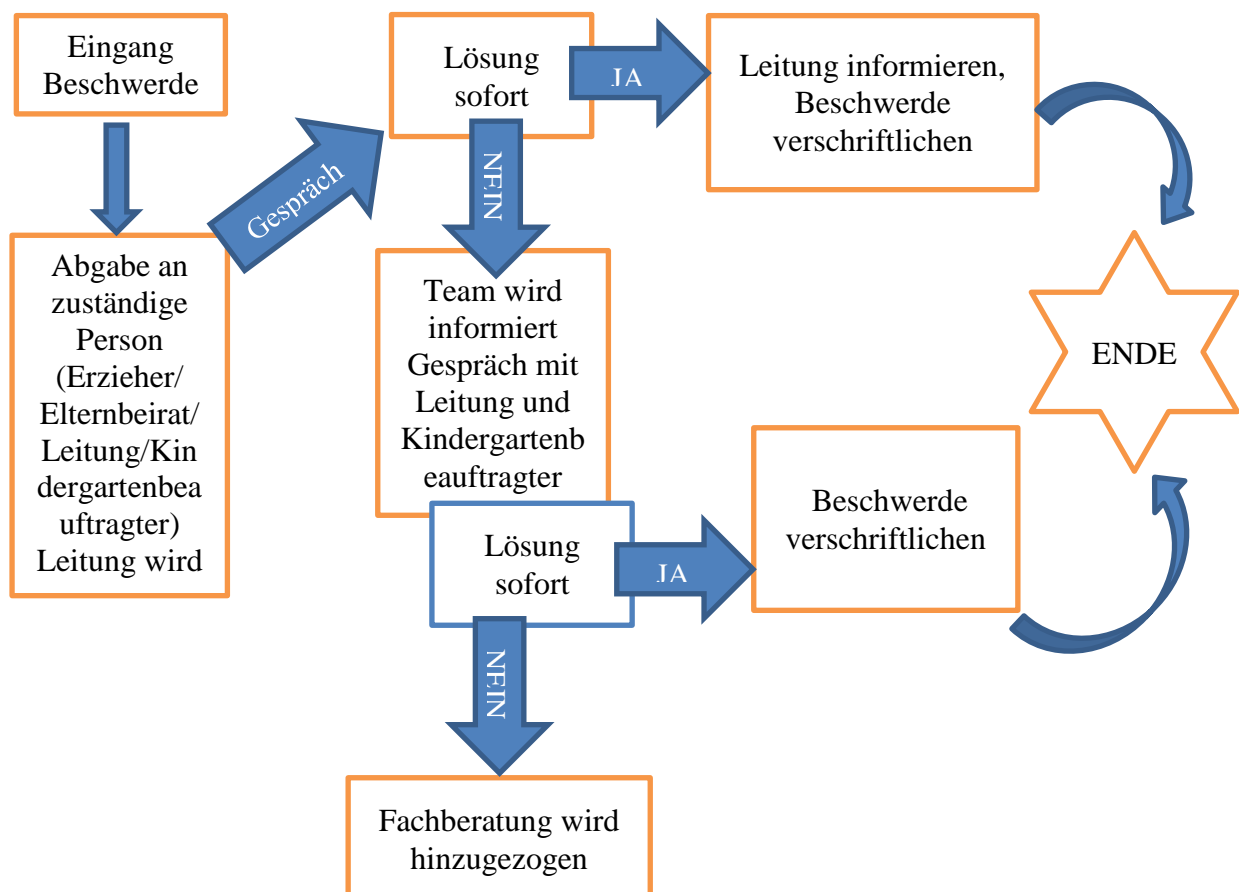 Eingang
Beschwerde
Abgabe an
zuständige
Person
(Erzieher/
Elternbeirat/
Leitung/Kin
dergartenbea
uftragter)
Leitung wird
Gespräch
Lösung
sofort
JA
Leitung informieren,
Beschwerde
verschriftlichen
NEIN
Team wird
informiert
Gespräch mit
Leitung und
Kindergartenb
eauftragter
Lösung
sofort
JA
Beschwerde
verschriftlichen
ENDE
NEIN
Fachberatung wird
hinzugezogen